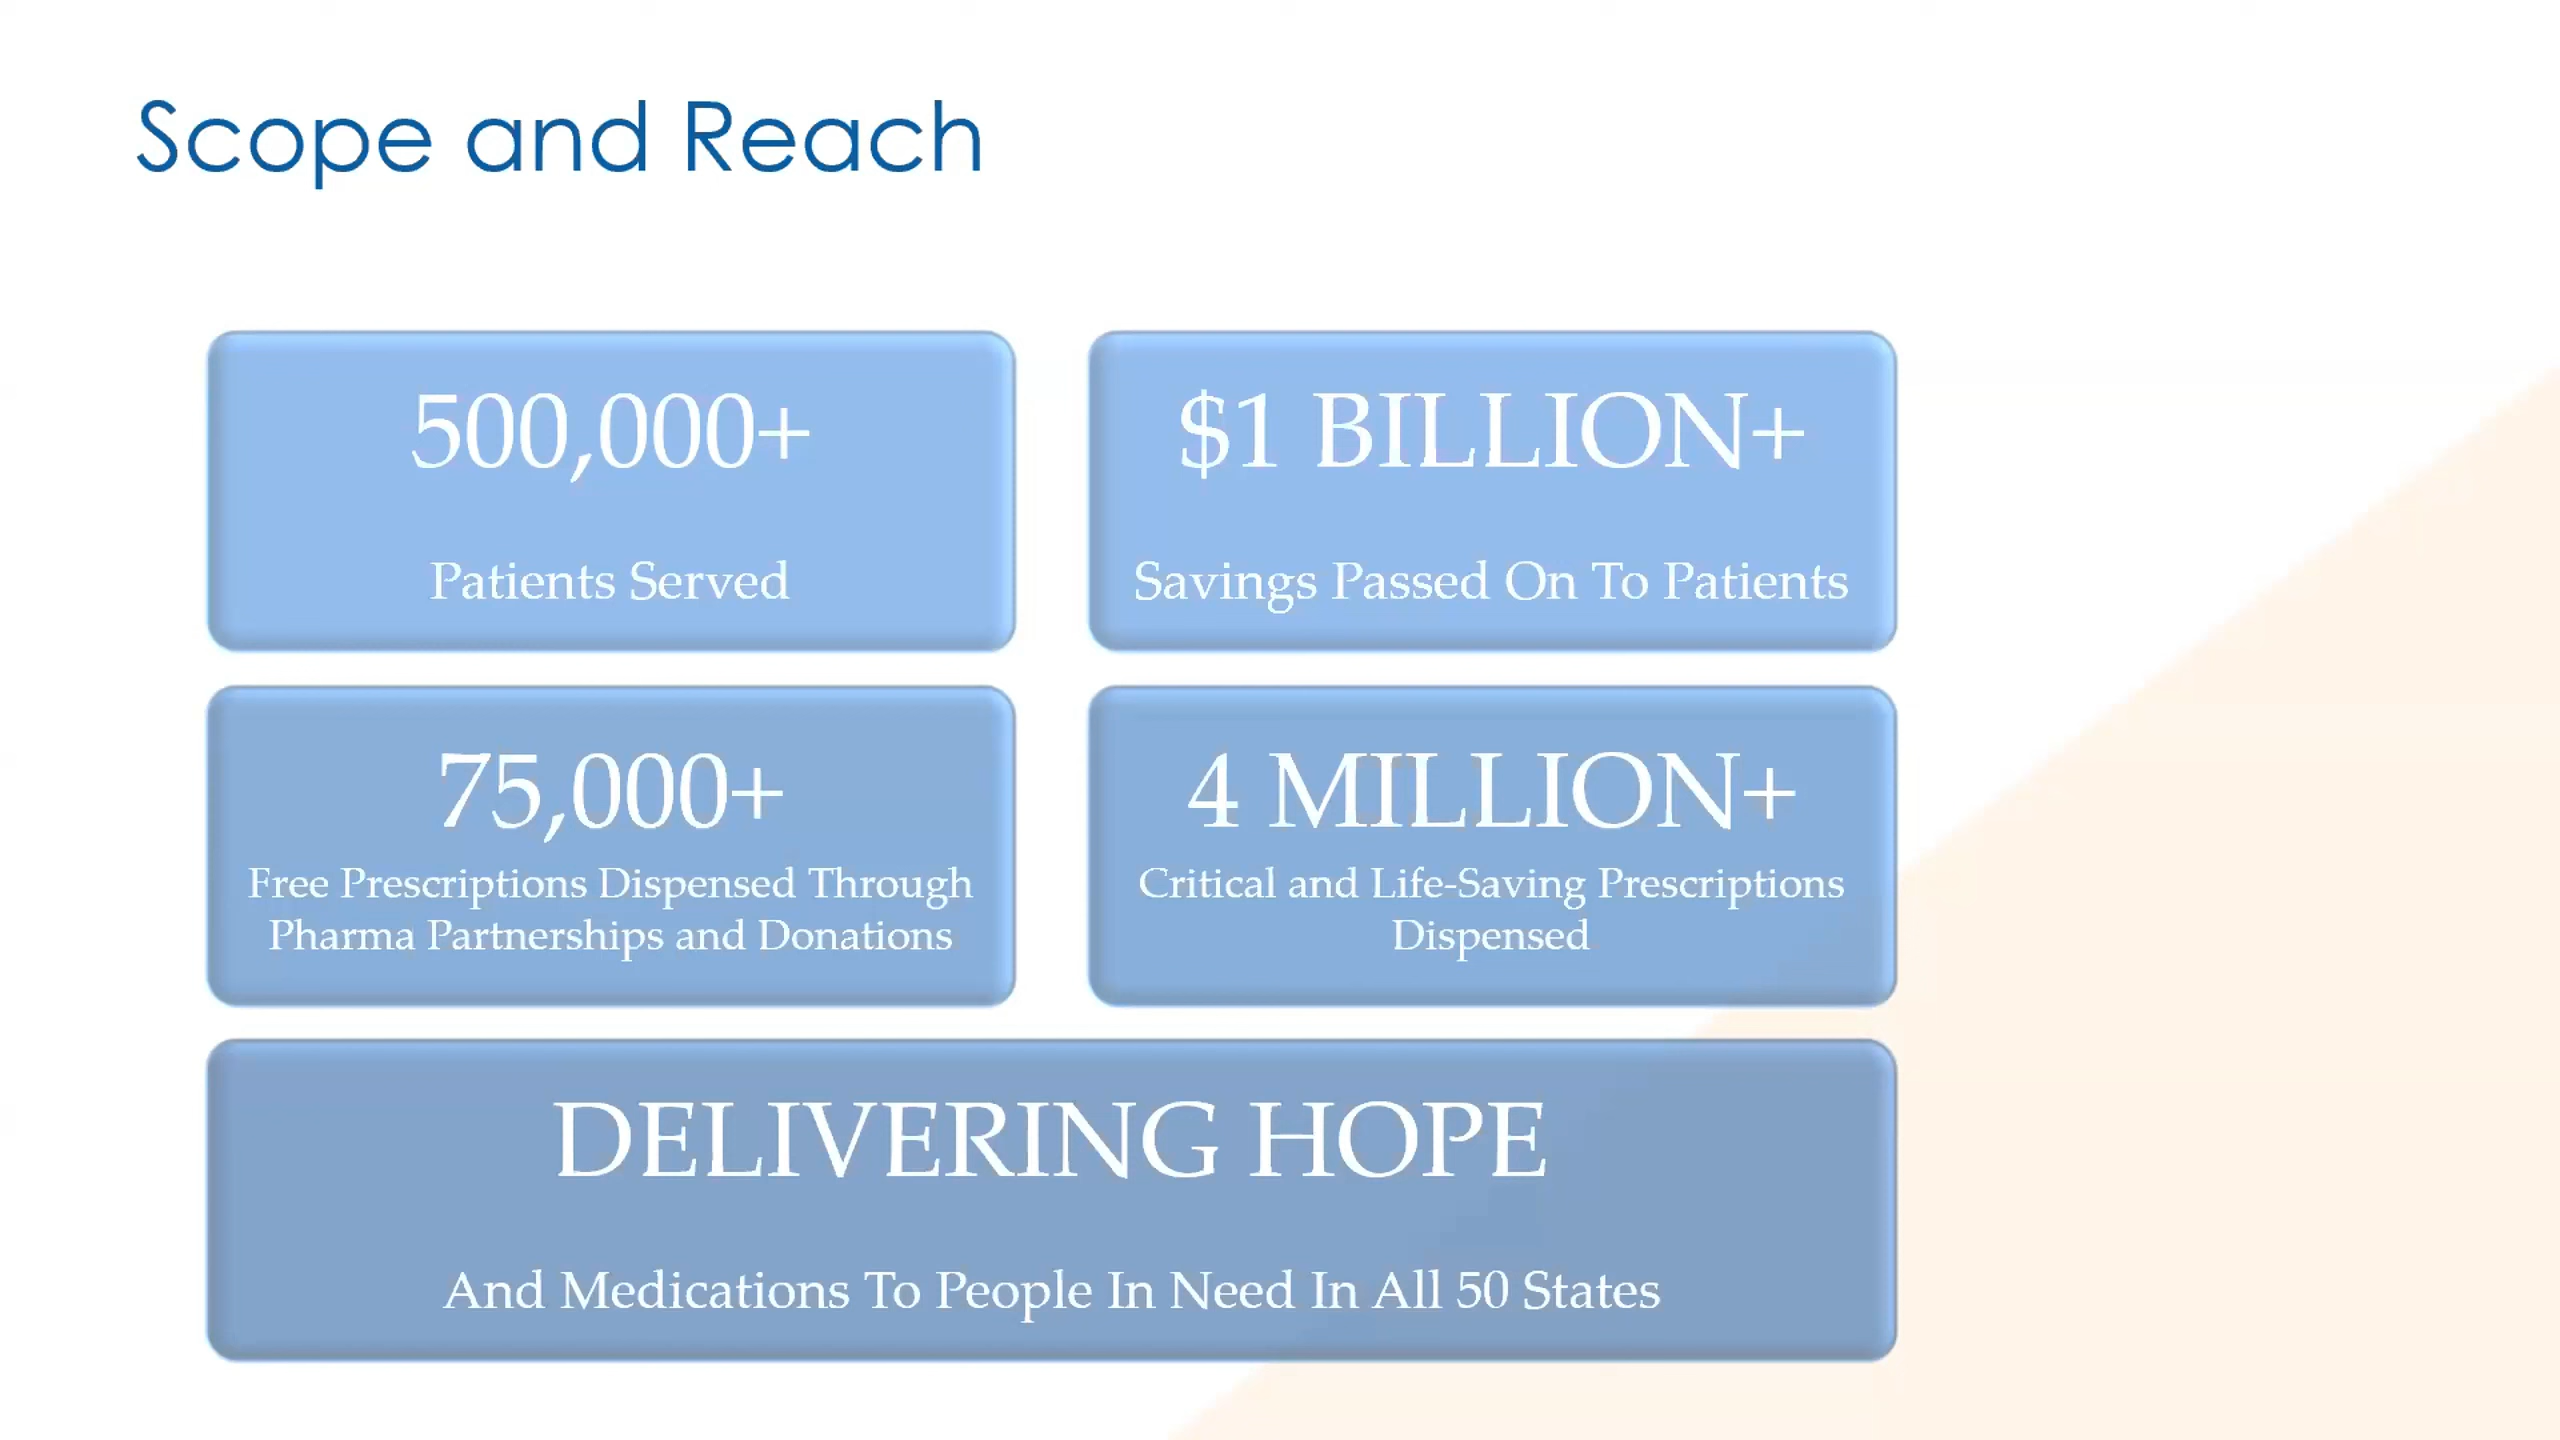 Scope and Reach
500,000+
Patients Served
$1 BILLION+
Savings Passed On To Patients
75,000+
Free Prescriptions Dispensed Through
Pharma Partnerships and Donations
4 MILLION+
Critical and Life-Saving Prescriptions
Dispensed
DELIVERING HOPE
And Medications To People In Need In All 50 States